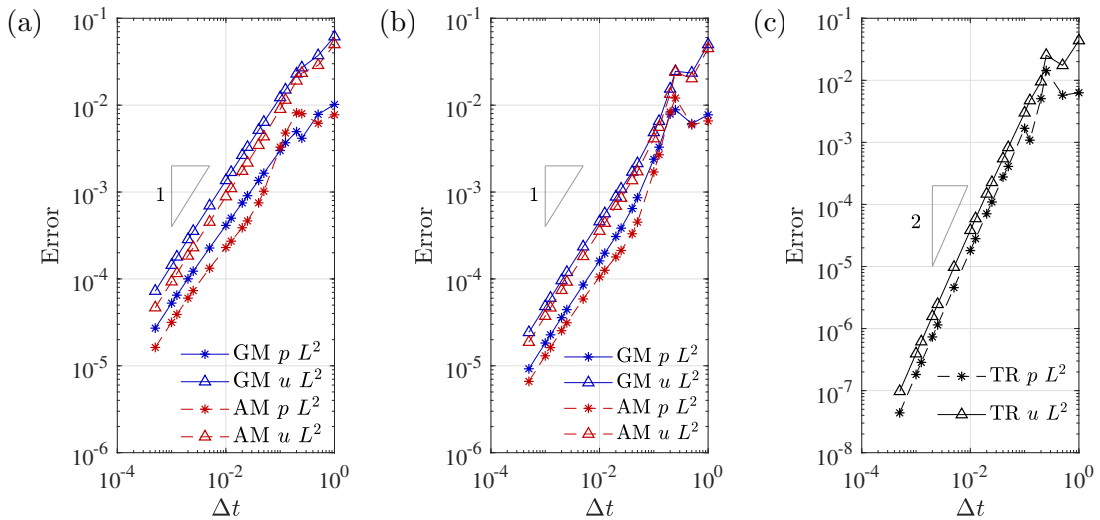 (a)
10^-1
10^-2
10^-3
10^-4
10^-5
10^-6
Error
1
GM p L^2
GM u L^2
AM p L^2
AM u L^2
10^-4
10^-2
10^0
Δt
(b)
10^-1
10^-2
10^-3
10^-4
10^-5
10^-6
Error
1
GM p L^2
GM u L^2
AM p L^2
AM u L^2
10^-4
10^-2
10^0
Δt
(c)
10^-1
10^-2
10^-3
10^-4
10^-5
10^-6
10^-7
10^-8
Error
2
TR p L^2
TR u L^2
10^-4
10^-2
10^0
Δt